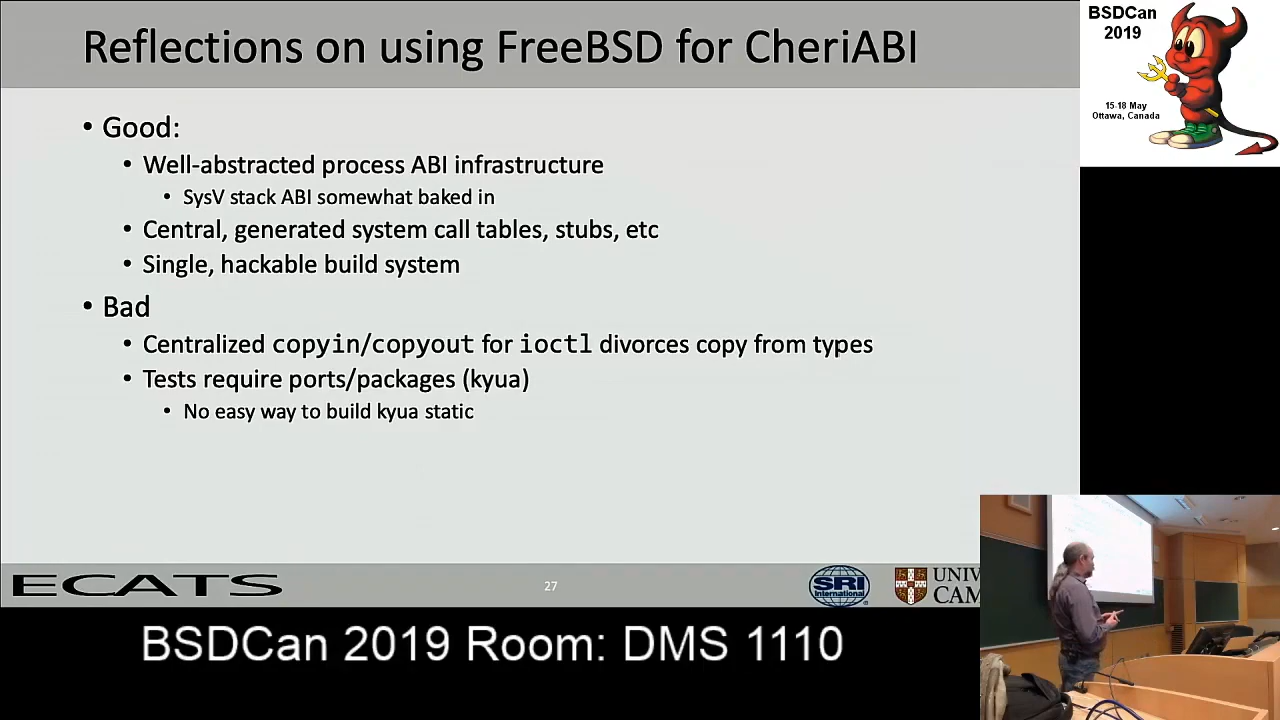 Reflections on using FreeBSD for CheriABI
• Good:
• Well-abstracted process ABI infrastructure
• SysV stack ABI somewhat baked in
• Central, generated system call tables, stubs, etc
• Single, hackable build system
• Bad
• Centralized copyin/copyout for ioctl divorces copy from types
• Tests require ports/packages (kyua)
• No easy way to build kyua static
ECATS
27
SRI
International
UNIV
CAM
BSDCan
2019
15-18 May
Ottawa, Canada
BSDCan 2019 Room: DMS 1110